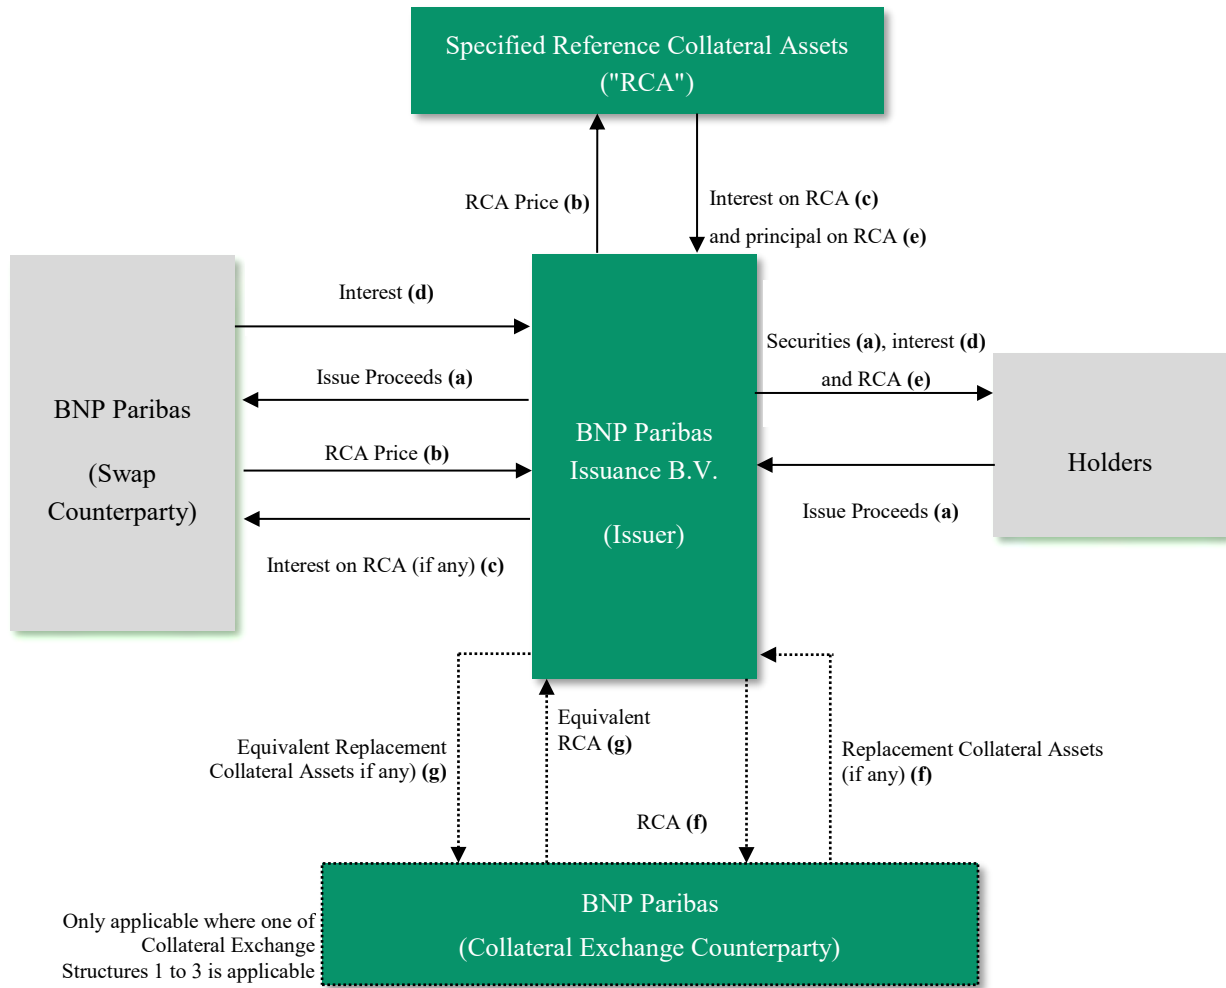 Specified Reference Collateral Assets
("RCA")
RCA Price (b)
Interest on RCA (c)
and principal on RCA (e)
Interest (d)
Issue Proceeds (a)
RCA Price (b)
Interest on RCA (if any) (c)
BNP Paribas
(Swap
Counterparty)
BNP Paribas
Issuance B.V.
(Issuer)
Securities (a), interest (d)
and RCA (e)
Issue Proceeds (a)
Holders
Equivalent Replacement
Collateral Assets if any) (g)
Equivalent
RCA (g)
RCA (f)
Replacement Collateral Assets
(if any) (f)
BNP Paribas
(Collateral Exchange Counterparty)
Only applicable where one of
Collateral Exchange
Structures 1 to 3 is applicable